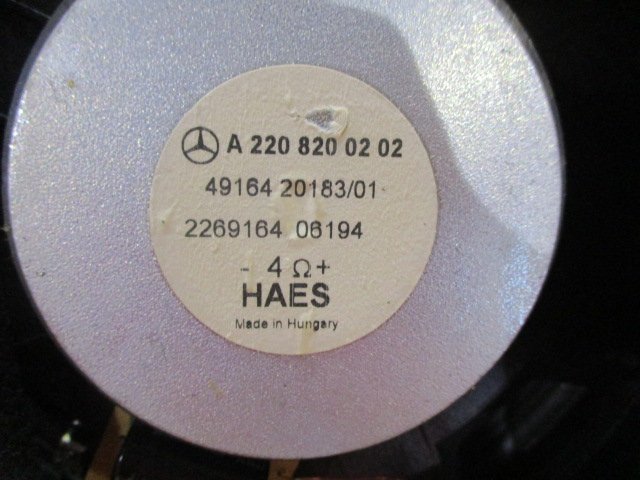 A 220 820 02 02
49164 20183/01
2269164 06194
- 4 Ω +
HAES
Made in Hungary